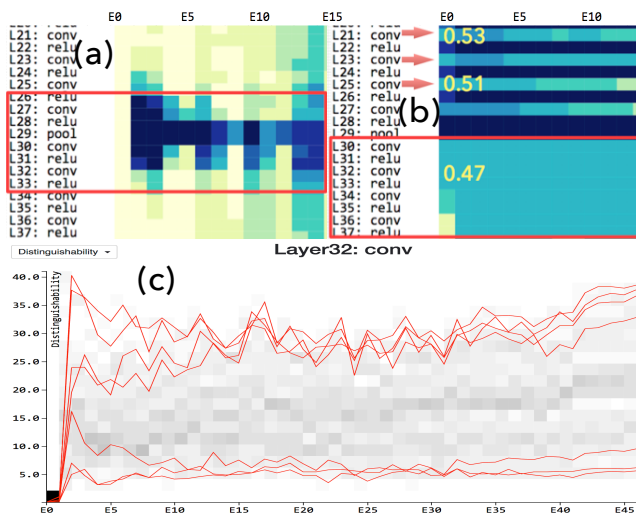 E0 E5 E10 E15
(a)
L21: conv
L22: relu
L23: conv
L24: relu
L25: conv
L26: relu
L27: conv
L28: relu
L29: pool
L30: conv
L31: relu
L32: conv
L33: relu
L34: conv
L35: relu
L36: conv
L37: relu
E0 E5 E10
(b)
L21: conv 0.53
L22: relu
L23: conv
L24: relu
L25: conv 0.51
L26: relu
L27: conv
L28: relu
L29: pool
L30: conv
L31: relu
L32: conv 0.47
L33: relu
L34: conv
L35: relu
L36: conv
L37: relu
Distinguishability
Layer32: conv
(c)
Distinguishability
40.0
35.0
30.0
25.0
20.0
15.0
10.0
5.0
E0 E5 E10 E15 E20 E25 E30 E35 E40 E45